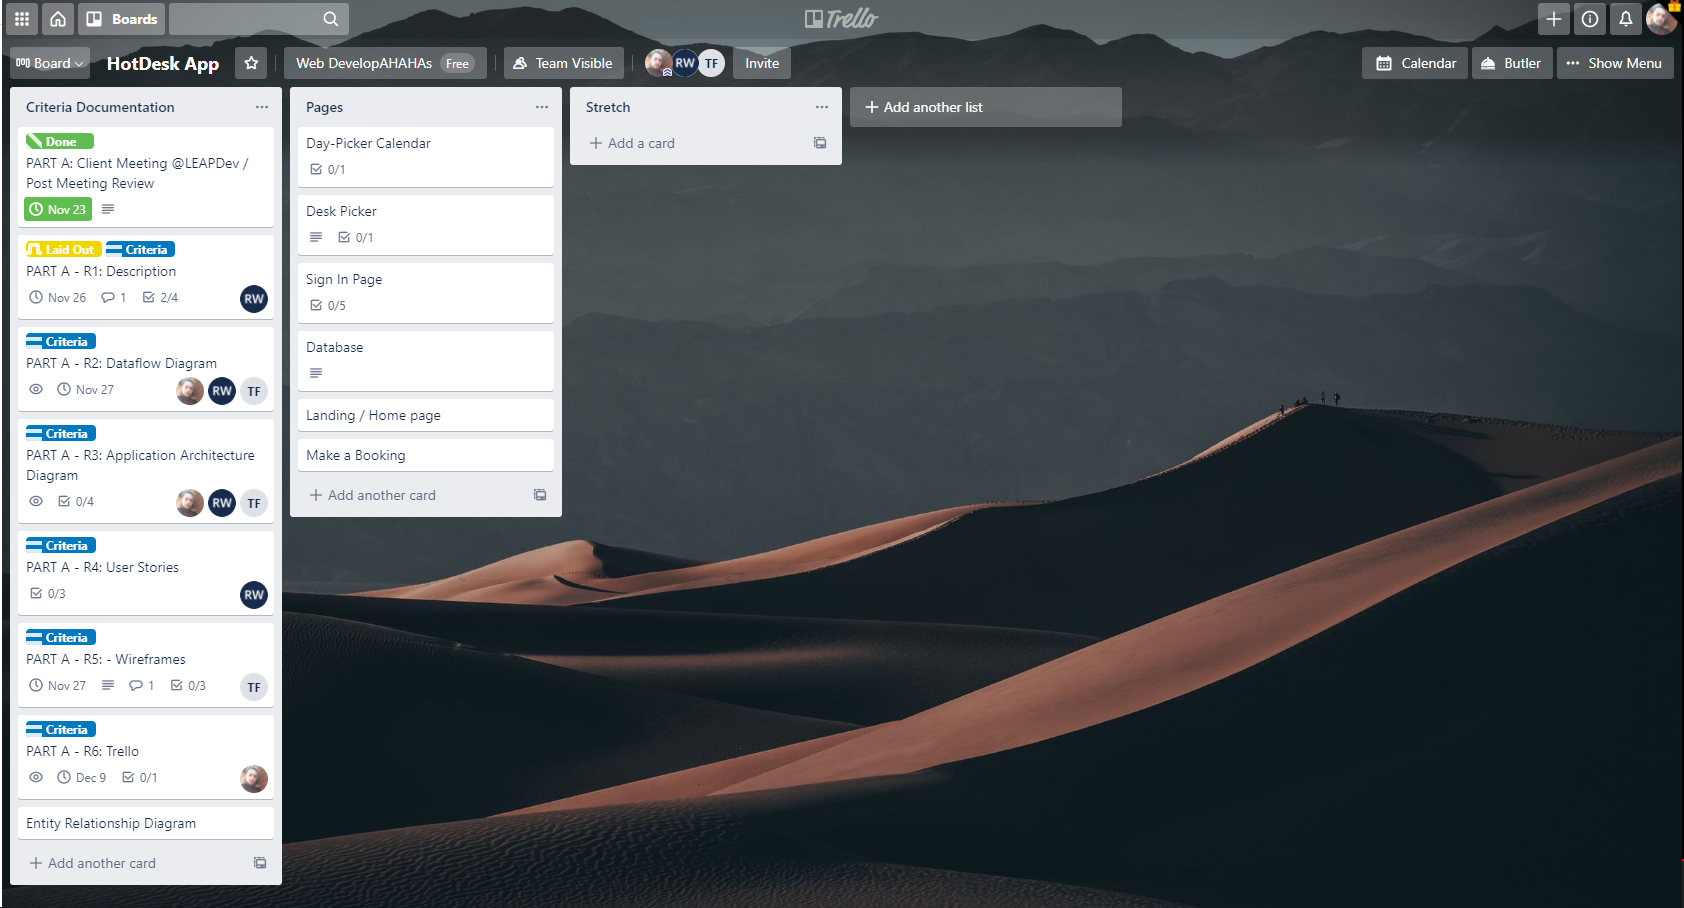 Boards
Trello
Board
HotDesk App
Web DevelopAHAHAs Free
Team Visible
RW
TF
Invite
Calendar
Butler
Show Menu
Criteria Documentation
Done
PART A: Client Meeting @LEAPDev /
Post Meeting Review
Nov 23
Laid Out Criteria
PART A - R1: Description
Nov 26 1 2/4 RW
Criteria
PART A - R2: Dataflow Diagram
Nov 27 RW TF
Criteria
PART A - R3: Application Architecture
Diagram
0/4 RW TF
Criteria
PART A - R4: User Stories
0/3 RW
Criteria
PART A - R5: - Wireframes
Nov 27 1 0/3 TF
Criteria
PART A - R6: Trello
Dec 9 0/1
Entity Relationship Diagram
+ Add another card
Pages
Day-Picker Calendar
0/1
Desk Picker
0/1
Sign In Page
0/5
Database
Landing / Home page
Make a Booking
+ Add another card
Stretch
+ Add a card
+ Add another list